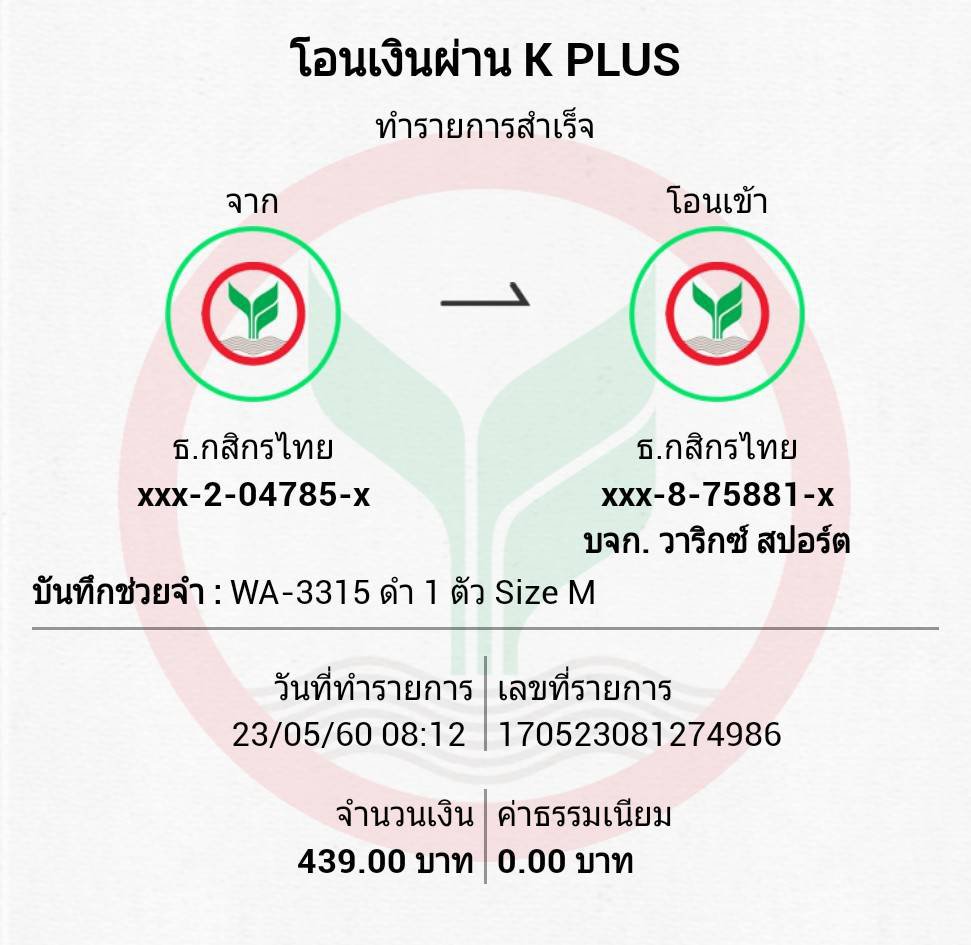 โอนเงินผ่าน K PLUS
ทำรายการสำเร็จ
จาก
โอนเข้า
ธ.กสิกรไทย
xxx-2-04785-x
ธ.กสิกรไทย
xxx-8-75881-x
บจก. วาริกซ์ สปอร์ต
บันทึกช่วยจำ : WA-3315 ดำ 1 ตัว Size M
วันที่ทำรายการ
23/05/60 08:12
เลขที่รายการ
170523081274986
จำนวนเงิน
439.00 บาท
ค่าธรรมเนียม
0.00 บาท